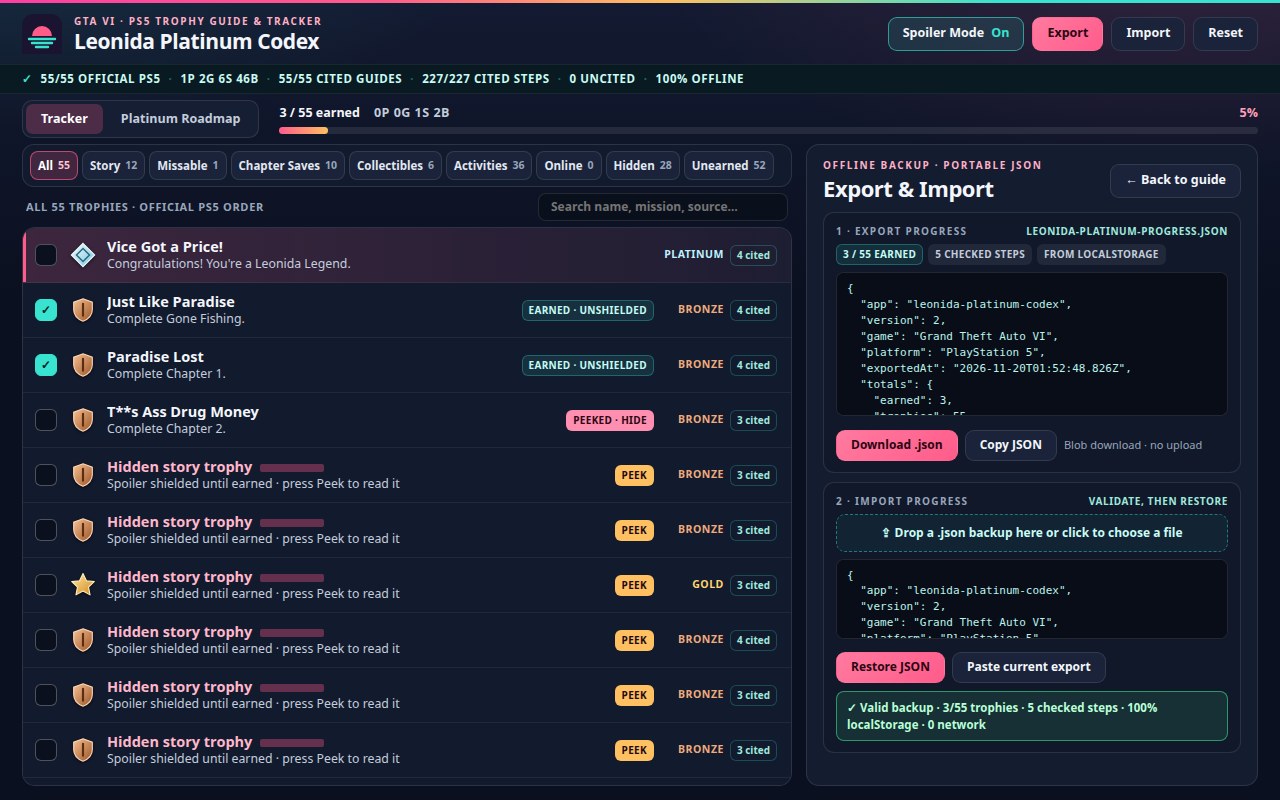 GTA VI · PS5 TROPHY GUIDE & TRACKER
Leonida Platinum Codex
Spoiler Mode On
Export
Import
Reset
✓ 55/55 OFFICIAL PS5 · 1P 2G 6S 46B · 55/55 CITED GUIDES · 227/227 CITED STEPS · 0 UNCITED · 100% OFFLINE
Tracker
Platinum Roadmap
3 / 55 earned 0P 0G 1S 2B
5%
All 55
Story 12
Missable 1
Chapter Saves 10
Collectibles 6
Activities 36
Online 0
Hidden 28
Unearned 52
ALL 55 TROPHIES · OFFICIAL PS5 ORDER
Search name, mission, source...
Vice Got a Price!
Congratulations! You're a Leonida Legend.
PLATINUM
4 cited
✓
Just Like Paradise
Complete Gone Fishing.
EARNED · UNSHIELDED
BRONZE
4 cited
✓
Paradise Lost
Complete Chapter 1.
EARNED · UNSHIELDED
BRONZE
4 cited
T**s Ass Drug Money
Complete Chapter 2.
PEEKED · HIDE
BRONZE
3 cited
Hidden story trophy
Spoiler shielded until earned · press Peek to read it
PEEK
BRONZE
3 cited
Hidden story trophy
Spoiler shielded until earned · press Peek to read it
PEEK
BRONZE
3 cited
Hidden story trophy
Spoiler shielded until earned · press Peek to read it
PEEK
GOLD
3 cited
Hidden story trophy
Spoiler shielded until earned · press Peek to read it
PEEK
BRONZE
4 cited
Hidden story trophy
Spoiler shielded until earned · press Peek to read it
PEEK
BRONZE
3 cited
Hidden story trophy
Spoiler shielded until earned · press Peek to read it
PEEK
BRONZE
3 cited
OFFLINE BACKUP · PORTABLE JSON
Export & Import
← Back to guide
1 · EXPORT PROGRESS
LEONIDA-PLATINUM-PROGRESS.JSON
3 / 55 EARNED
5 CHECKED STEPS
FROM LOCALSTORAGE
{
"app": "leonida-platinum-codex",
"version": 2,
"game": "Grand Theft Auto VI",
"platform": "PlayStation 5",
"exportedAt": "2026-11-20T01:52:48.826Z",
"totals": {
"earned": 3,
"trophies": 55,
Download .json
Copy JSON
Blob download · no upload
2 · IMPORT PROGRESS
VALIDATE, THEN RESTORE
⇪ Drop a .json backup here or click to choose a file
{
"app": "leonida-platinum-codex",
"version": 2,
"game": "Grand Theft Auto VI",
"platform": "PlayStation 5",
Restore JSON
Paste current export
✓ Valid backup · 3/55 trophies · 5 checked steps · 100%
localStorage · 0 network